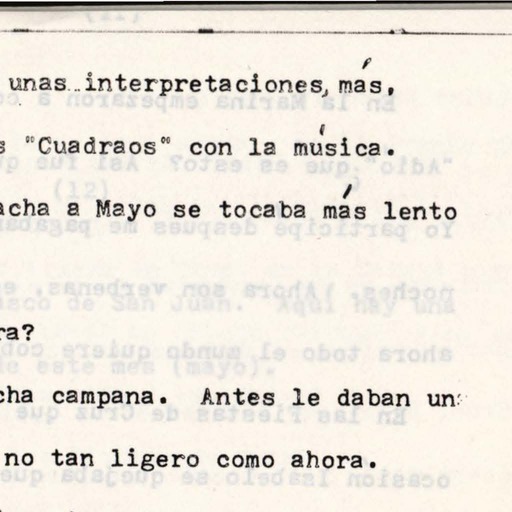 unas interpretaciones, más,
s "Cuadraos" con la música.
acha a Mayo se tocaba más lento
ra?
cha campana. Antes le daban un
no tan ligero como ahora.